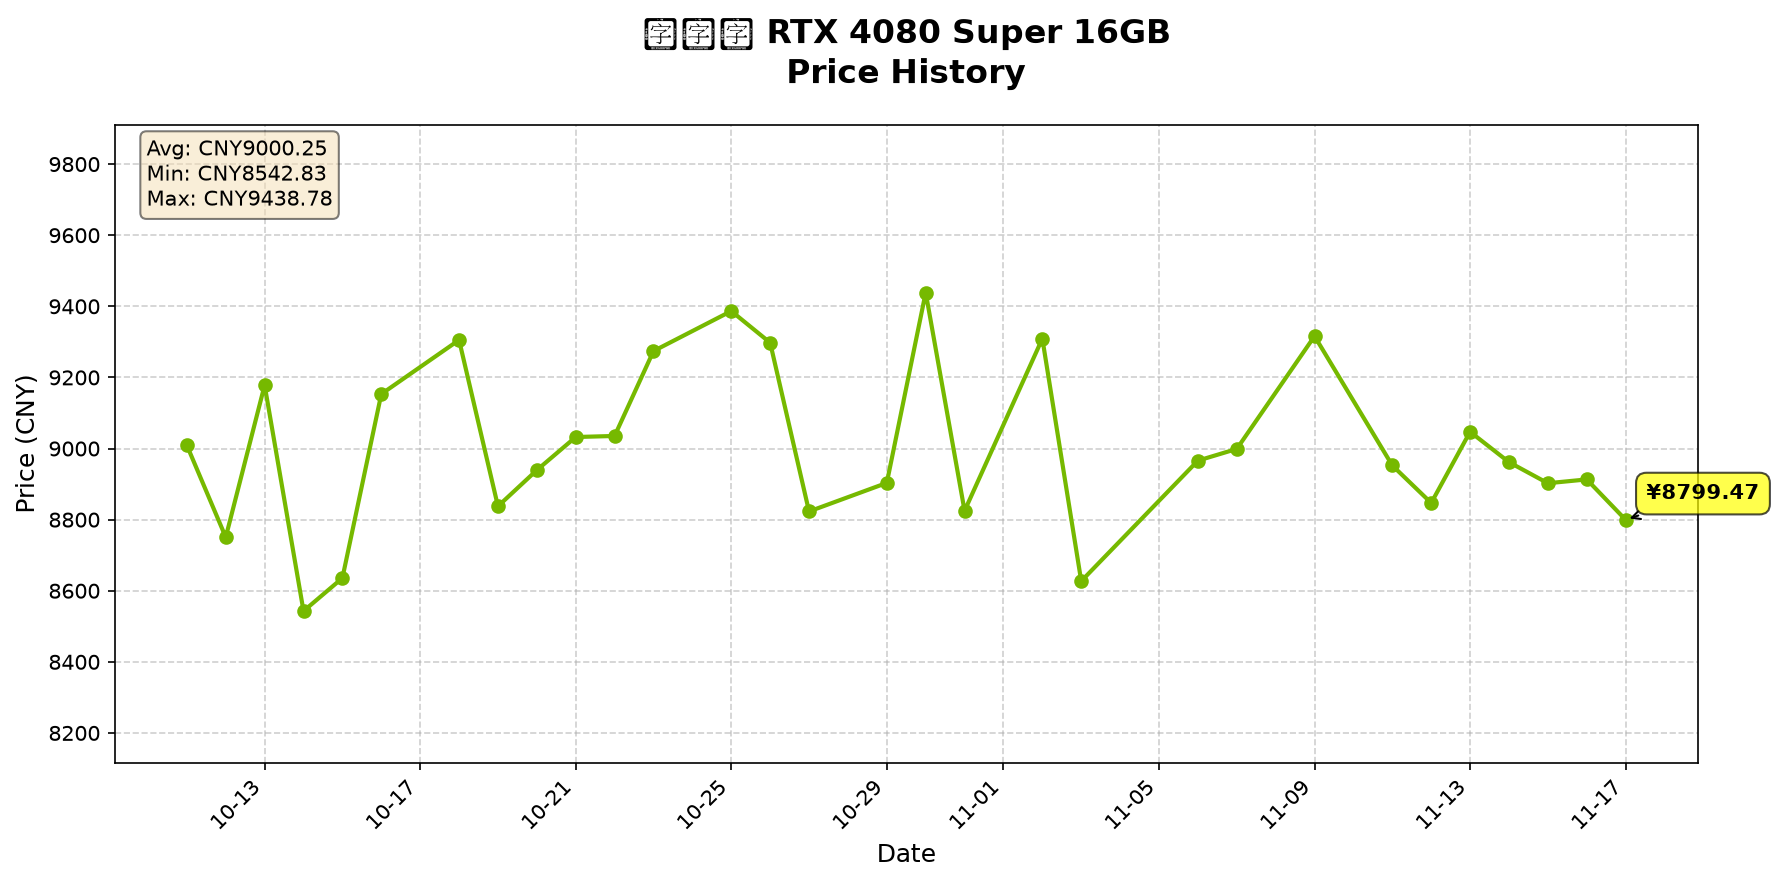 RTX 4080 Super 16GB
Price History
Avg: CNY9000.25
Min: CNY8542.83
Max: CNY9438.78
Price (CNY)
9800
9600
9400
9200
9000
8800
8600
8400
8200
¥8799.47
10-13
10-17
10-21
10-25
10-29
11-01
11-05
11-09
11-13
11-17
Date